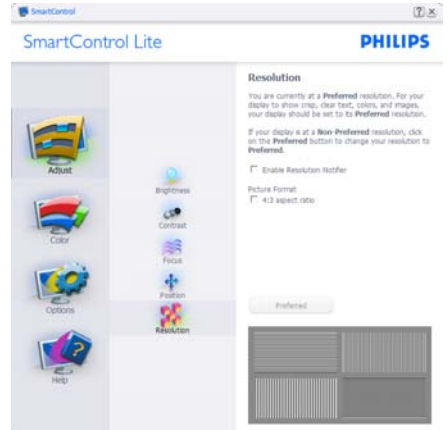 SmartControl
SmartControl Lite
PHILIPS
Adjust
Color
Options
Help
Brightness
Contrast
Focus
Position
Resolution
Resolution
You are currently at a Preferred resolution. For your
display to show crisp, clear text, colors, and images,
your display should be set to its Preferred resolution.
If your display is at a Non-Preferred resolution, click
on the Preferred button to change your resolution to
Preferred.
Enable Resolution Notifier
Picture Format
4:3 aspect ratio
Preferred